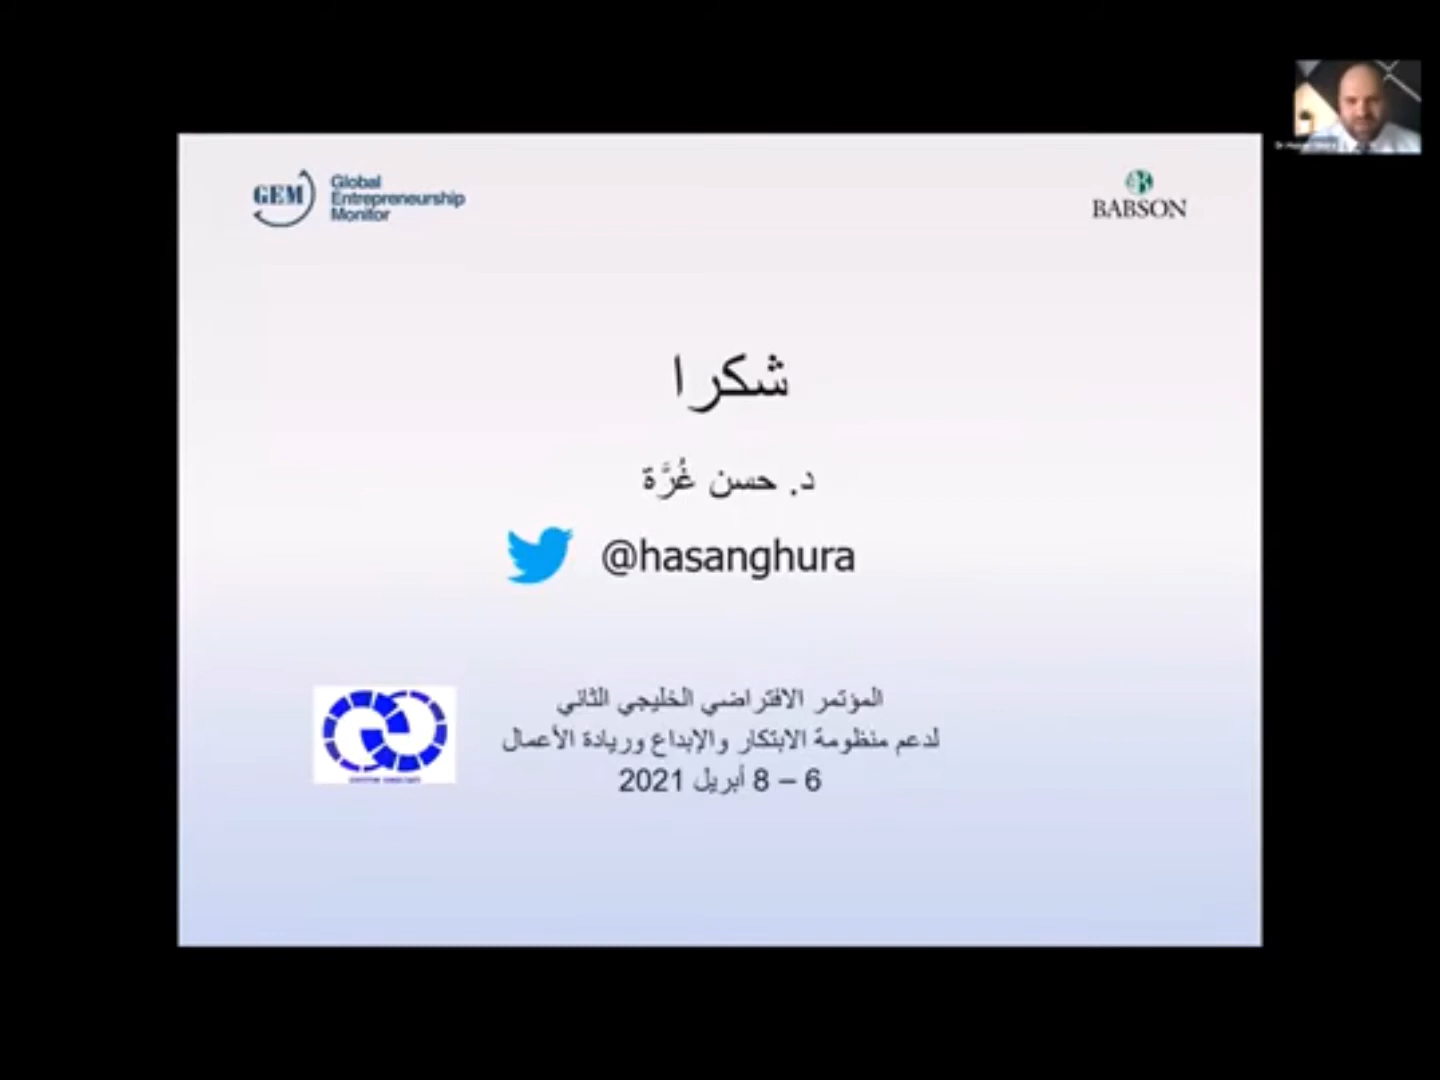 GEM Global
Entrepreneurship
Monitor
BABSON
شكرا
د. حسن غُرَّة
@hasanghura
المؤتمر الافتراضي الخليجي الثاني
لدعم منظومة الابتكار والإبداع وريادة الأعمال
6 – 8 أبريل 2021